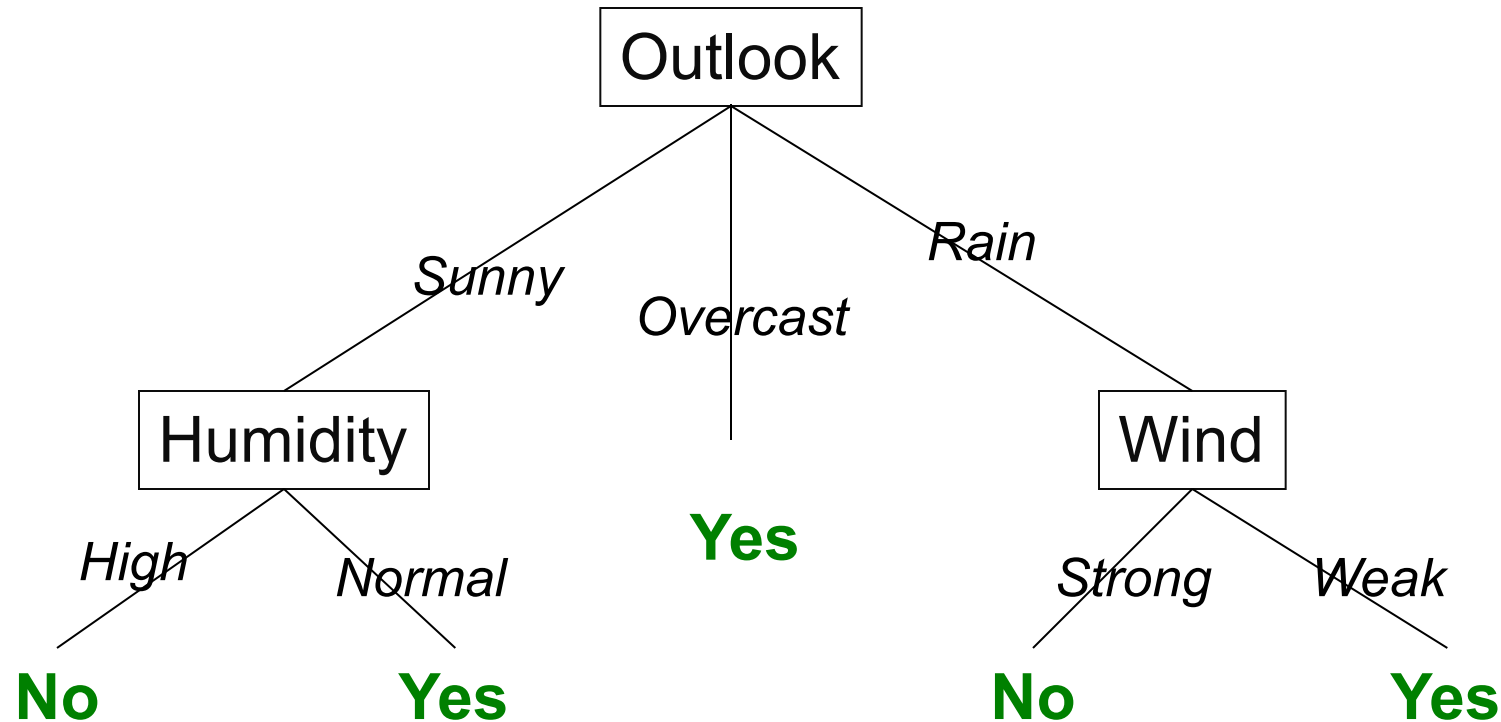 Outlook
Sunny
Overcast
Rain
Humidity
Wind
High
Normal
Yes
Strong
Weak
No
Yes
No
Yes